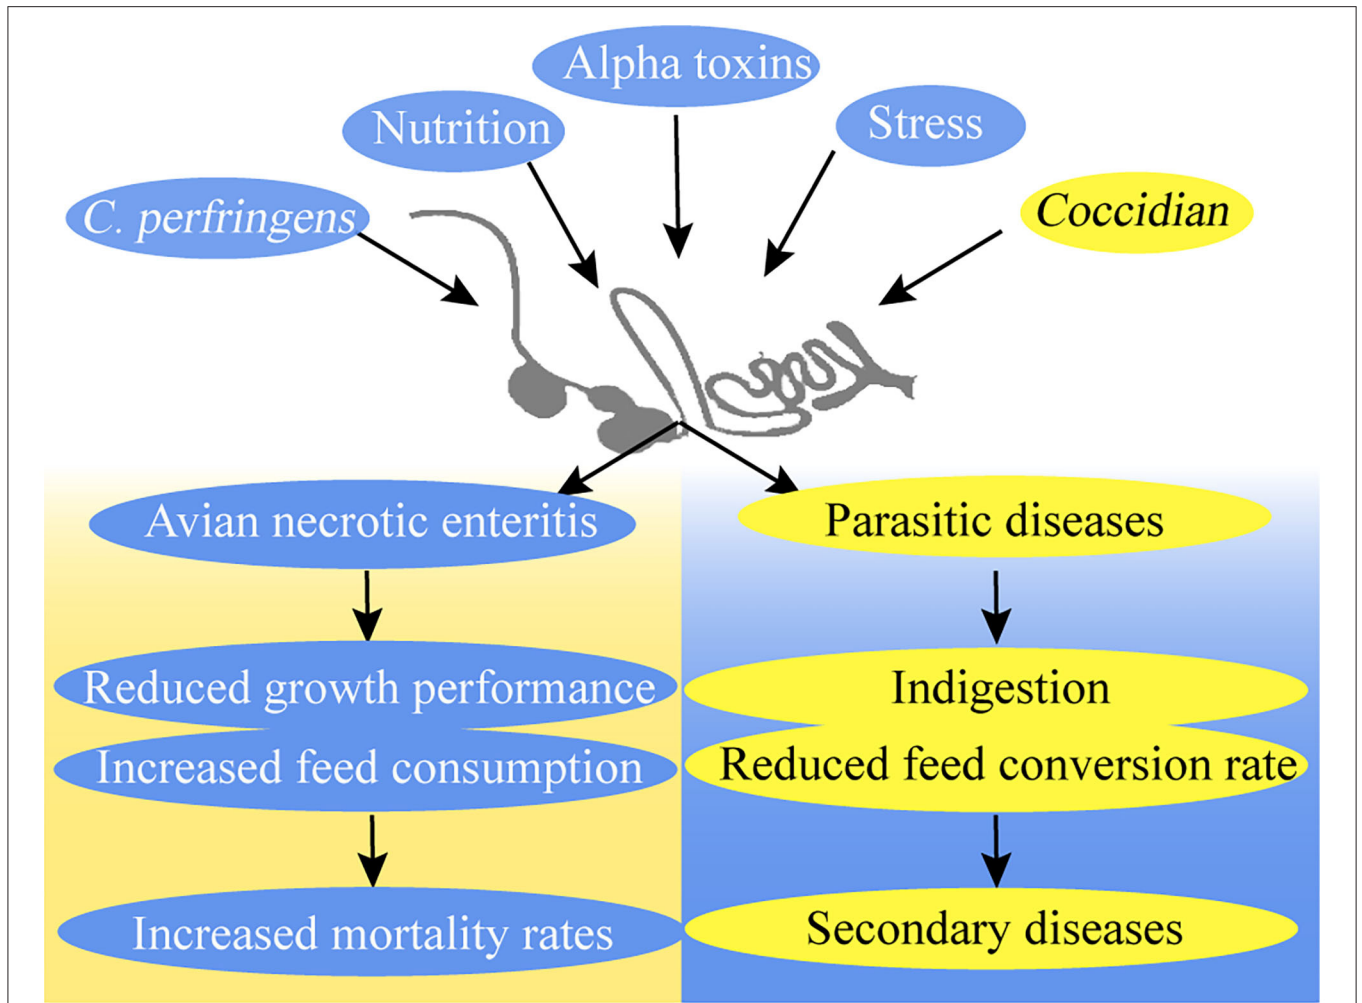 Alpha toxins
Nutrition
Stress
C. perfringens
Coccidian
Avian necrotic enteritis
Parasitic diseases
Reduced growth performance
Indigestion
Increased feed consumption
Reduced feed conversion rate
Increased mortality rates
Secondary diseases